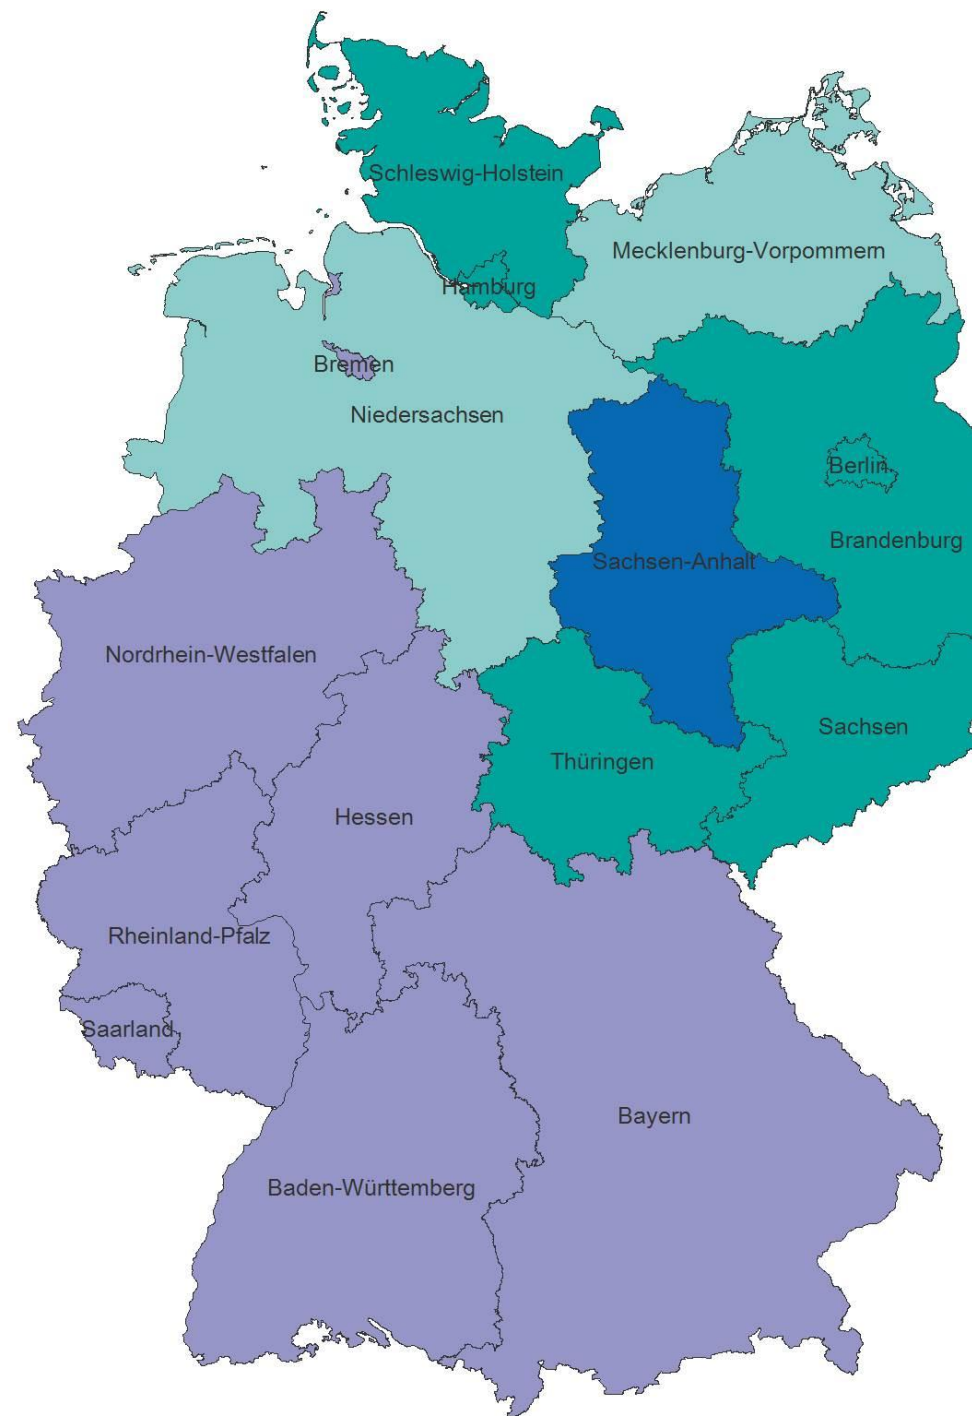 Schleswig-Holstein
Mecklenburg-Vorpommern
Hamburg
Bremen
Niedersachsen
Berlin
Brandenburg
Sachsen-Anhalt
Nordrhein-Westfalen
Sachsen
Thüringen
Hessen
Rheinland-Pfalz
Saarland
Bayern
Baden-Württemberg